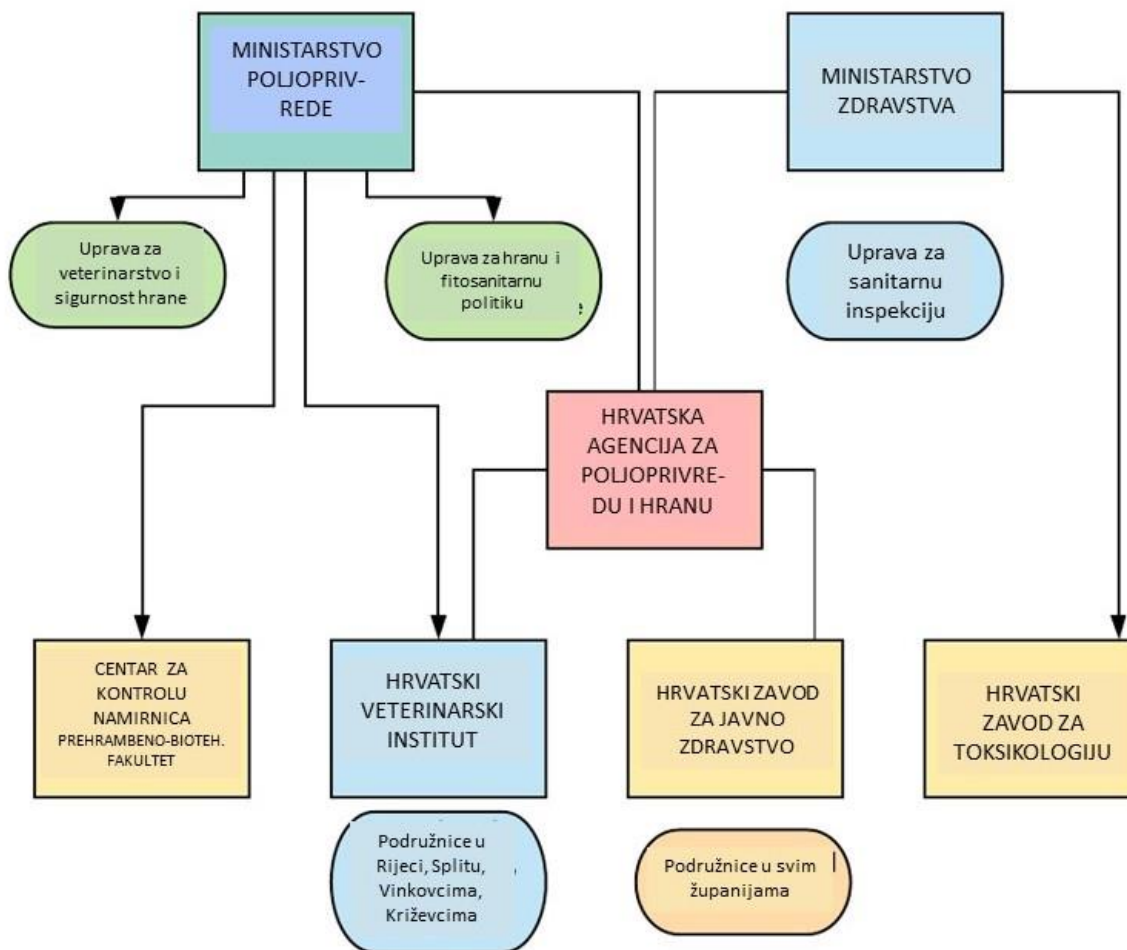 MINISTARSTVO
POLJOPRIV-
REDE
MINISTARSTVO
ZDRAVSTVA
Uprava za
veterinarstvo i
sigurnost hrane
Uprava za hranu i
fitosanitarnu
politiku
Uprava za
sanitarnu
inspekciju
HRVATSKA
AGENCIJA ZA
POLJOPRIVRE-
DU I HRANU
CENTAR ZA
KONTROLU
NAMIRNICA
PREHRAMBENO-BIOTEH.
FAKULTET
HRVATSKI
VETERINARSKI
INSTITUT
HRVATSKI ZAVOD
ZA JAVNO
ZDRAVSTVO
HRVATSKI
ZAVOD ZA
TOKSIKOLOGIJU
Podružnice u
Rijeci, Splitu,
Vinkovcima,
Križevcima
Podružnice u svim
županijama